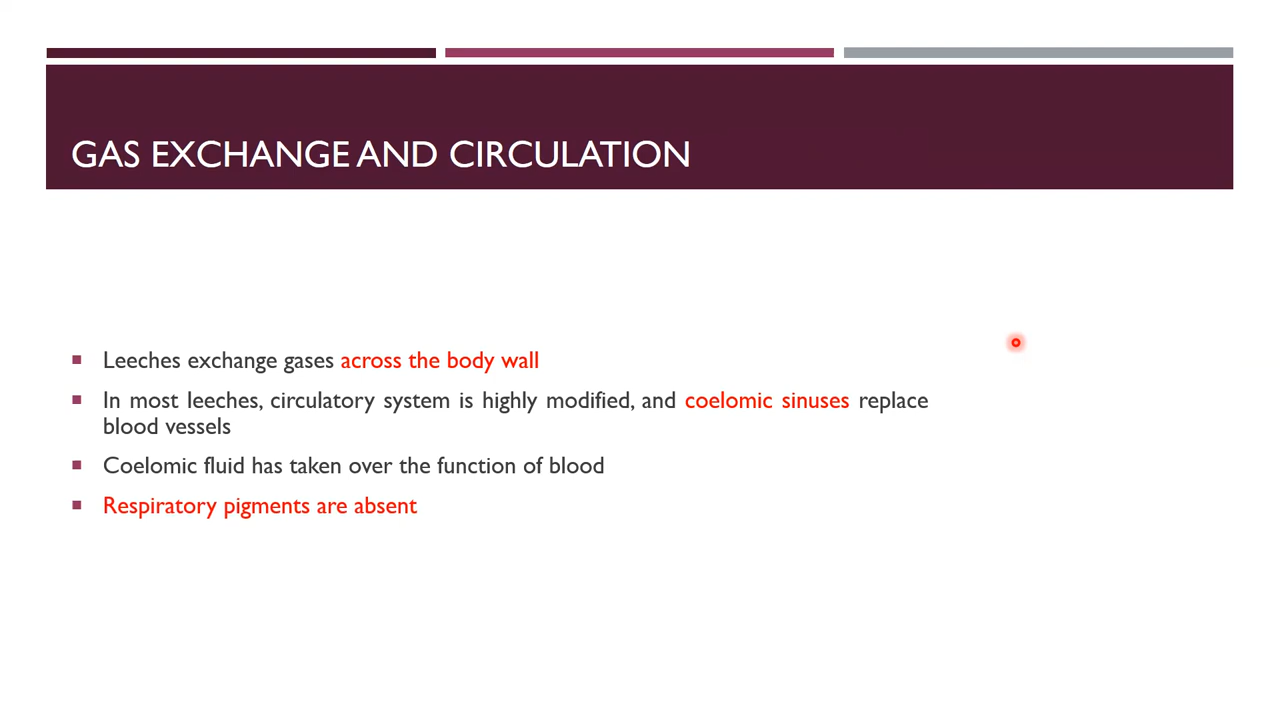 GAS EXCHANGE AND CIRCULATION
Leeches exchange gases across the body wall
In most leeches, circulatory system is highly modified, and coelomic sinuses replace
blood vessels
Coelomic fluid has taken over the function of blood
Respiratory pigments are absent